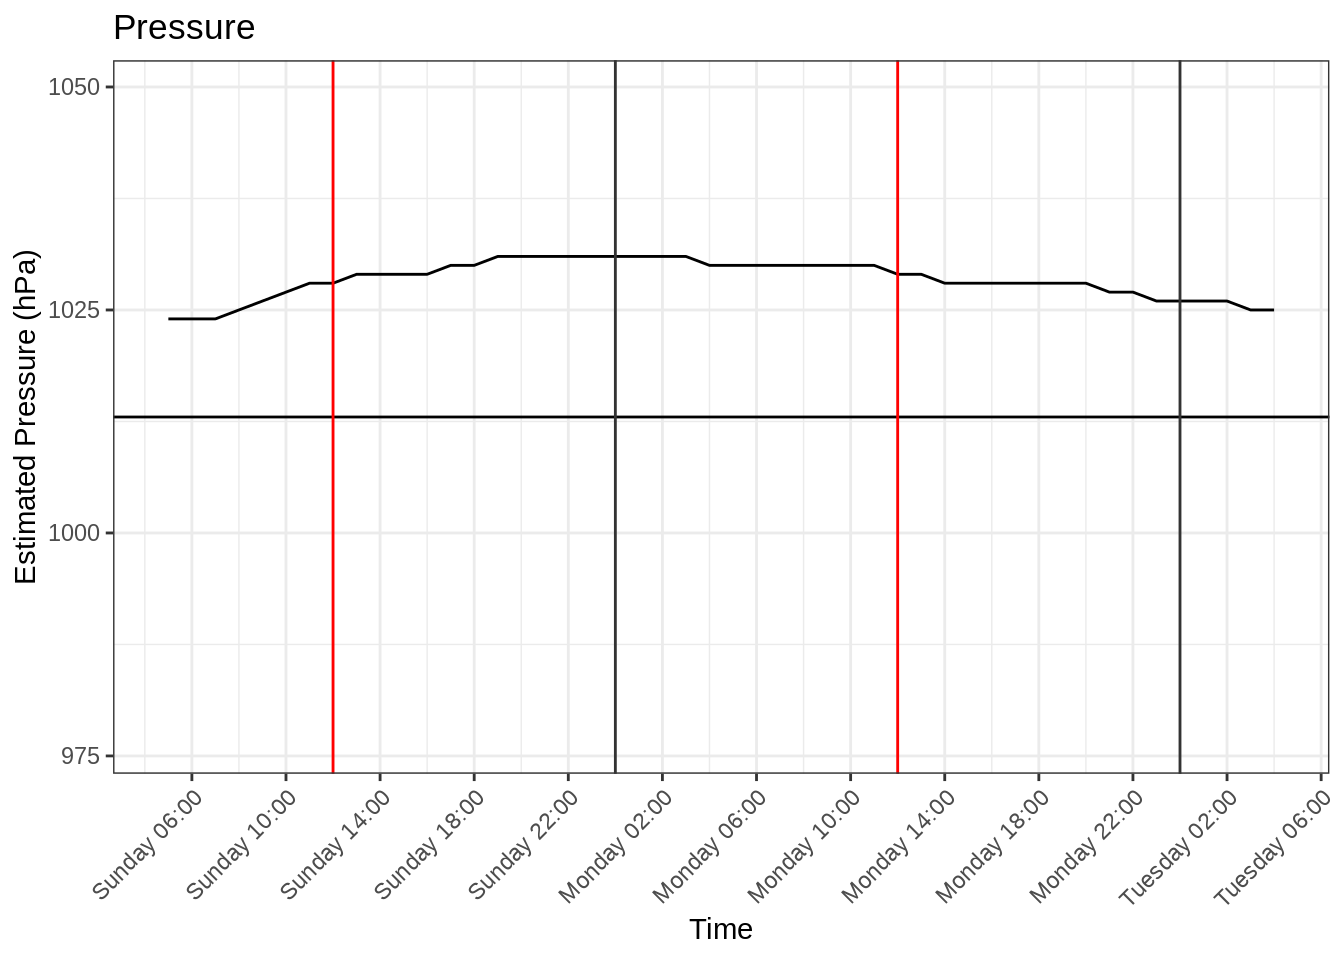 Pressure
Estimated Pressure (hPa)
1050
1025
1000
975
Sunday 06:00
Sunday 10:00
Sunday 14:00
Sunday 18:00
Sunday 22:00
Monday 02:00
Monday 06:00
Monday 10:00
Monday 14:00
Monday 18:00
Monday 22:00
Tuesday 02:00
Tuesday 06:00
Time